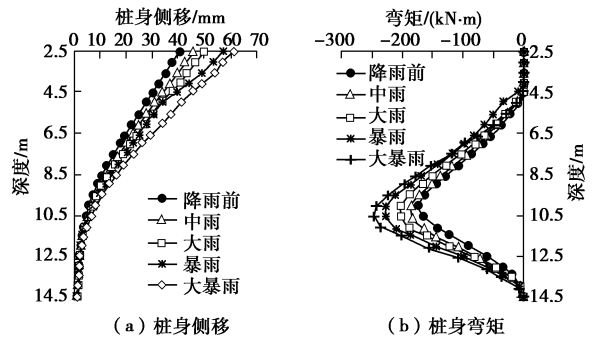 桩身侧移/mm
0 10 20 30 40 50 60 70
2.5
4.5
6.5
8.5
10.5
12.5
14.5
深度/m
降雨前
中雨
大雨
暴雨
大暴雨
(a)桩身侧移
弯矩/(kN·m)
-300 -200 -100 0
2.5
4.5
6.5
8.5
10.5
12.5
14.5
深度/m
降雨前
中雨
大雨
暴雨
大暴雨
(b)桩身弯矩